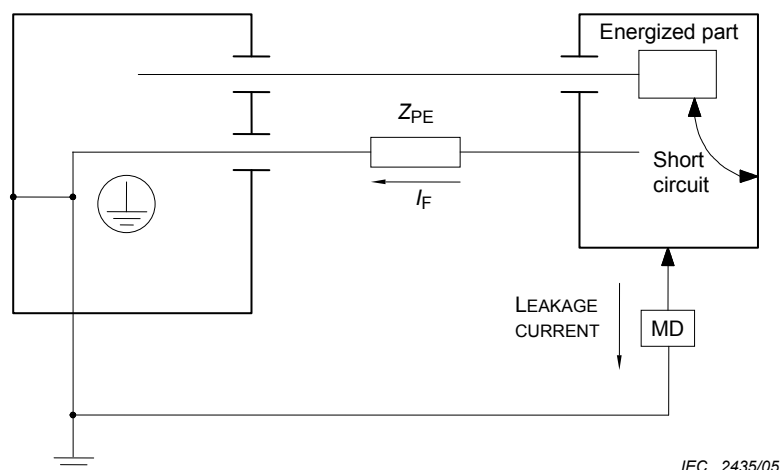 Energized part
ZPE
Short
circuit
IF
LEAKAGE
CURRENT
MD
IEC 2435/05